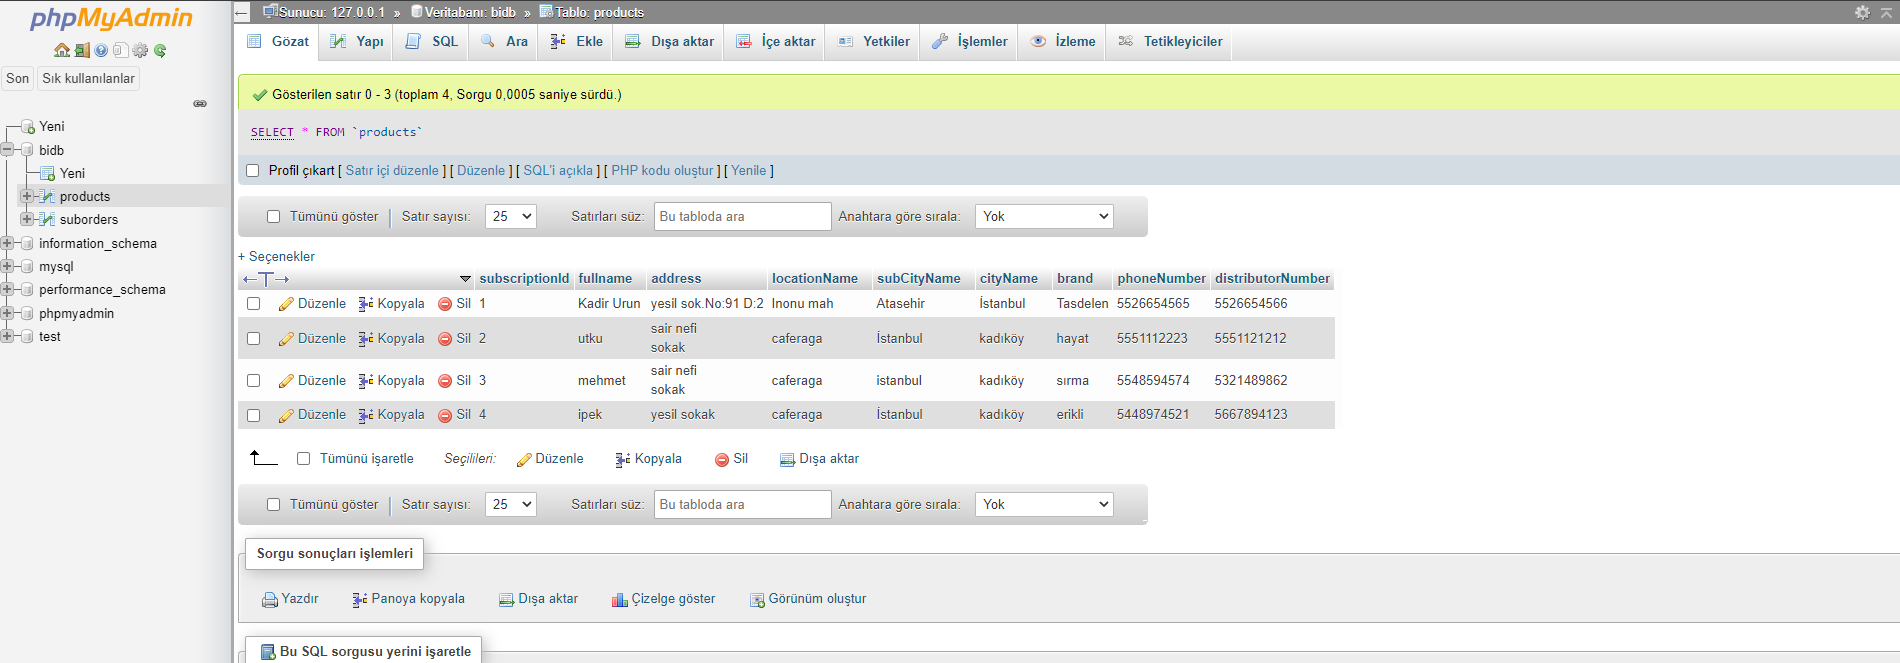 phpMyAdmin
Son Sık kullanılanlar
Yeni
bidb
Yeni
products
suborders
information_schema
mysql
performance_schema
phpmyadmin
test
Sunucu: 127.0.0.1 » Veritabanı: bidb » Tablo: products
Gözat Yapı SQL Ara Ekle Dışa aktar İçe aktar Yetkiler İşlemler İzleme Tetikleyiciler
Gösterilen satır 0 - 3 (toplam 4, Sorgu 0,0005 saniye sürdü.)
SELECT * FROM `products`
Profil çıkart [ Satır içi düzenle ] [ Düzenle ] [ SQL'i açıkla ] [ PHP kodu oluştur ] [ Yenile ]
Tümünü göster Satır sayısı: 25 Satırları süz: Bu tabloda ara Anahtara göre sırala: Yok
+ Seçenekler
←T→ subscriptionId fullname address locationName subCityName cityName brand phoneNumber distributorNumber
Düzenle Kopyala Sil 1 Kadir Urun yesil sok.No:91 D:2 Inonu mah Atasehir İstanbul Tasdelen 5526654565 5526654566
Düzenle Kopyala Sil 2 utku sair nefi sokak caferaga İstanbul kadıköy hayat 5551112223 5551121212
Düzenle Kopyala Sil 3 mehmet sair nefi sokak caferaga istanbul kadıköy sırma 5548594574 5321489862
Düzenle Kopyala Sil 4 ipek yesil sokak caferaga İstanbul kadıköy erikli 5448974521 5667894123
Tümünü işaretle Seçilileri: Düzenle Kopyala Sil Dışa aktar
Tümünü göster Satır sayısı: 25 Satırları süz: Bu tabloda ara Anahtara göre sırala: Yok
Sorgu sonuçları işlemleri
Yazdır Panoya kopyala Dışa aktar Çizelge göster Görünüm oluştur
Bu SQL sorgusu yerini işaretle